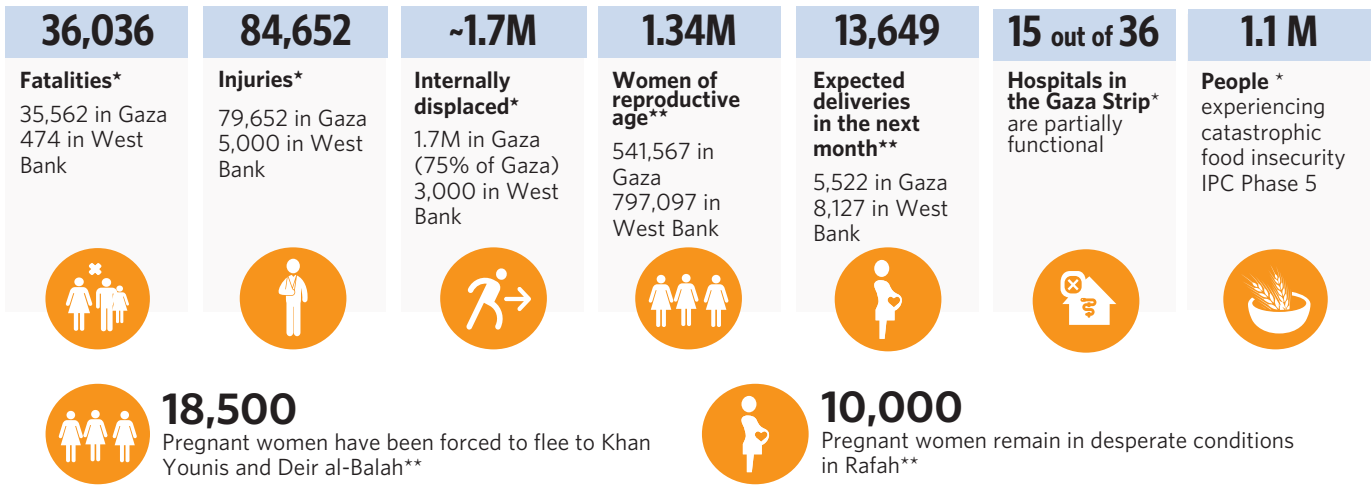 36,036
Fatalities*
35,562 in Gaza
474 in West
Bank
84,652
Injuries*
79,652 in Gaza
5,000 in West
Bank
~1.7M
Internally
displaced*
1.7M in Gaza
(75% of Gaza)
3,000 in West
Bank
1.34M
Women of
reproductive
age**
541,567 in
Gaza
797,097 in
West Bank
13,649
Expected
deliveries
in the next
month**
5,522 in Gaza
8,127 in West
Bank
15 out of 36
Hospitals in
the Gaza Strip*
are partially
functional
1.1 M
People *
experiencing
catastrophic
food insecurity
IPC Phase 5
18,500
Pregnant women have been forced to flee to Khan
Younis and Deir al-Balah**
10,000
Pregnant women remain in desperate conditions
in Rafah**